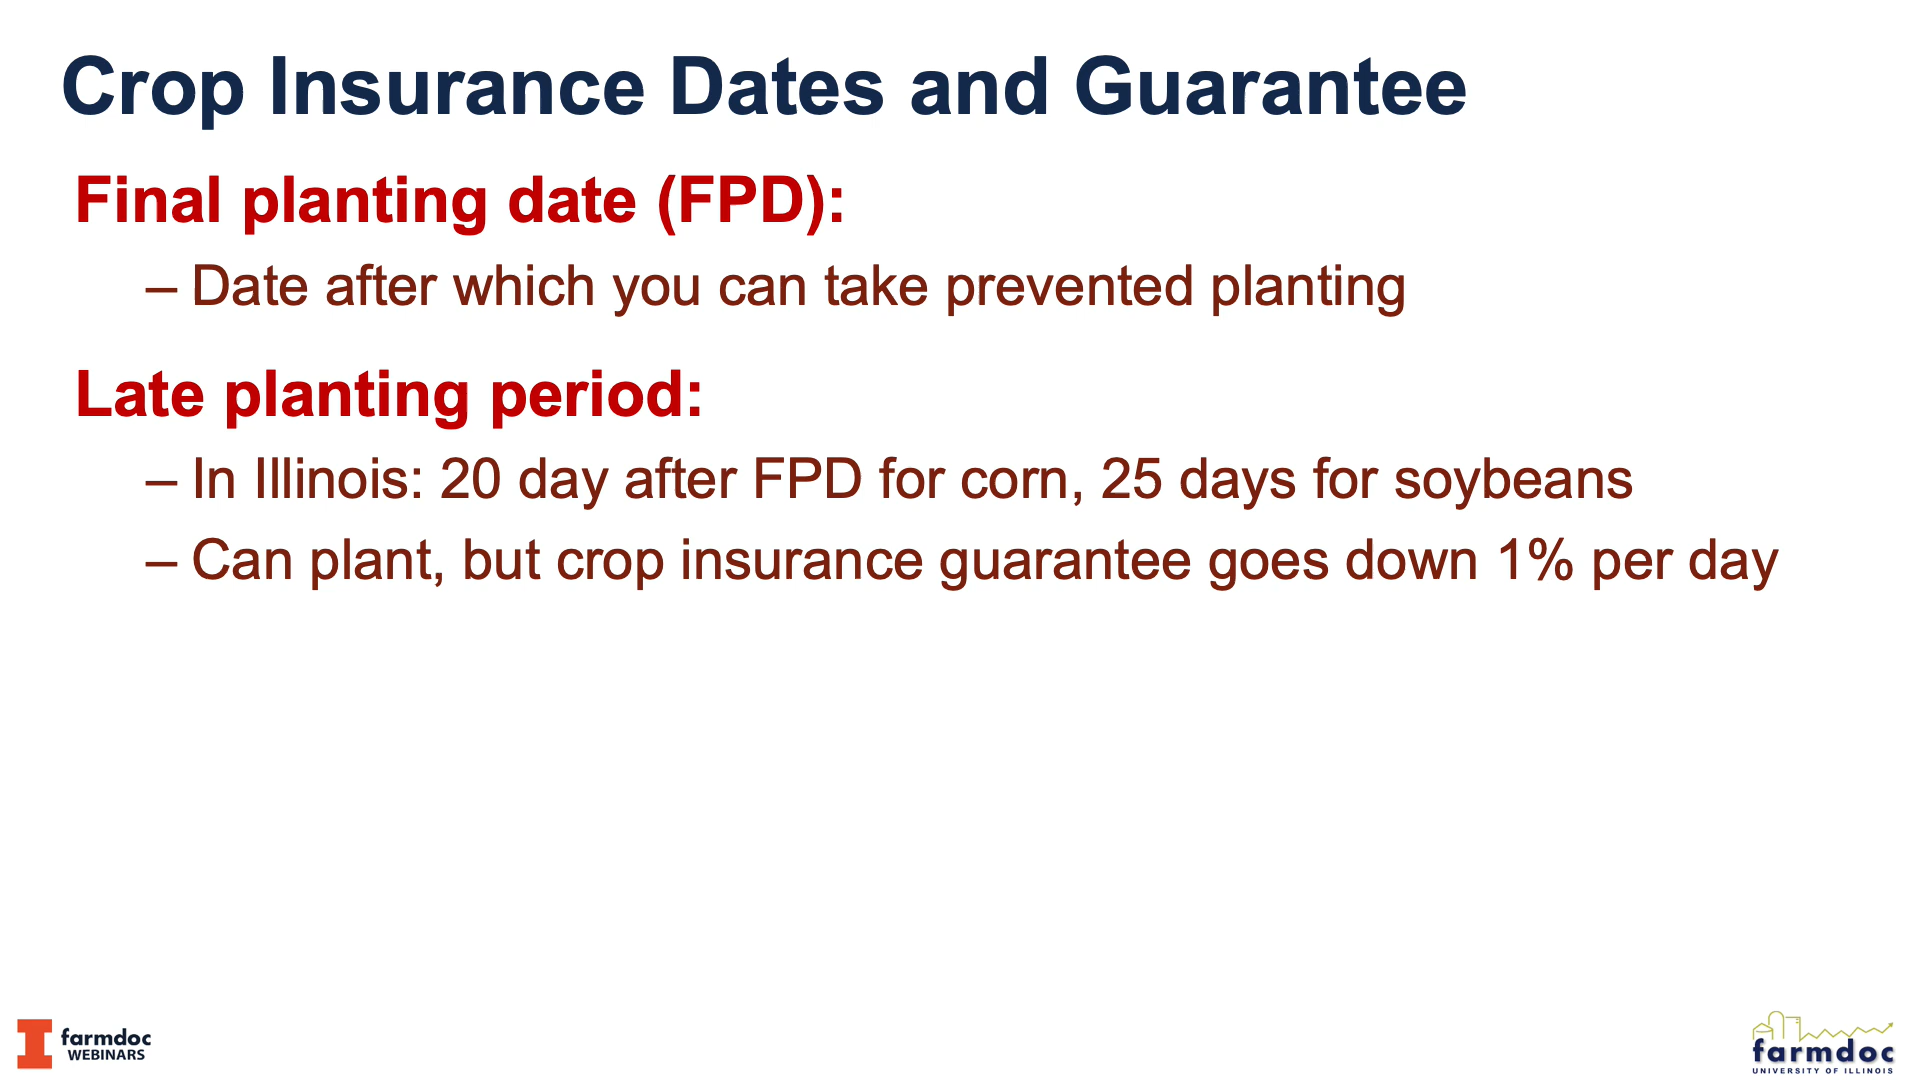 Crop Insurance Dates and Guarantee
Final planting date (FPD):
– Date after which you can take prevented planting
Late planting period:
– In Illinois: 20 day after FPD for corn, 25 days for soybeans
– Can plant, but crop insurance guarantee goes down 1% per day
farmdoc
WEBINARS
farmdoc
UNIVERSITY OF ILLINOIS